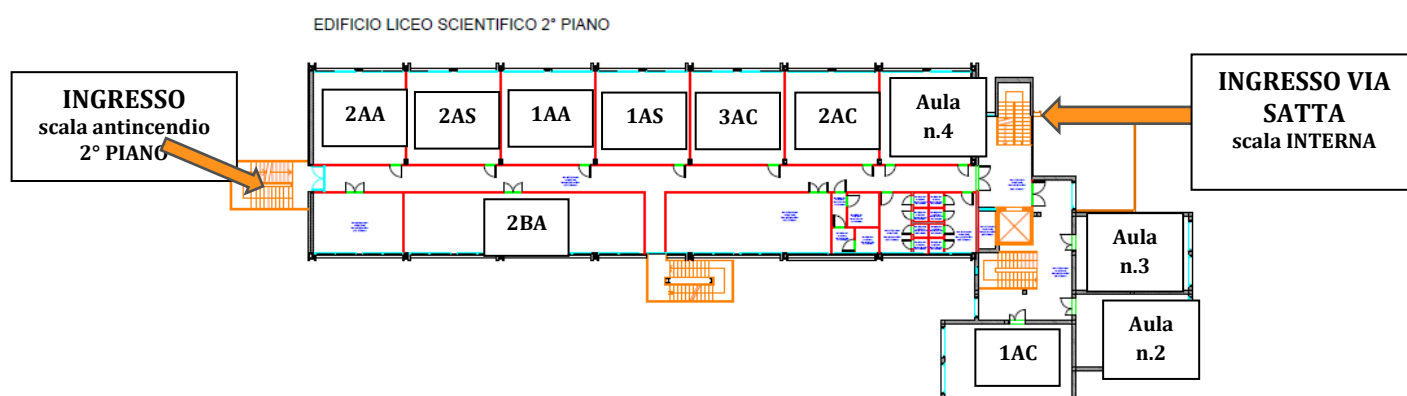 EDIFICIO LICEO SCIENTIFICO 2° PIANO
INGRESSO
scala antincendio
2° PIANO
INGRESSO VIA
SATTA
scala INTERNA
2AA
2AS
1AA
1AS
3AC
2AC
Aula
n.4
2BA
Aula
n.3
Aula
n.2
1AC